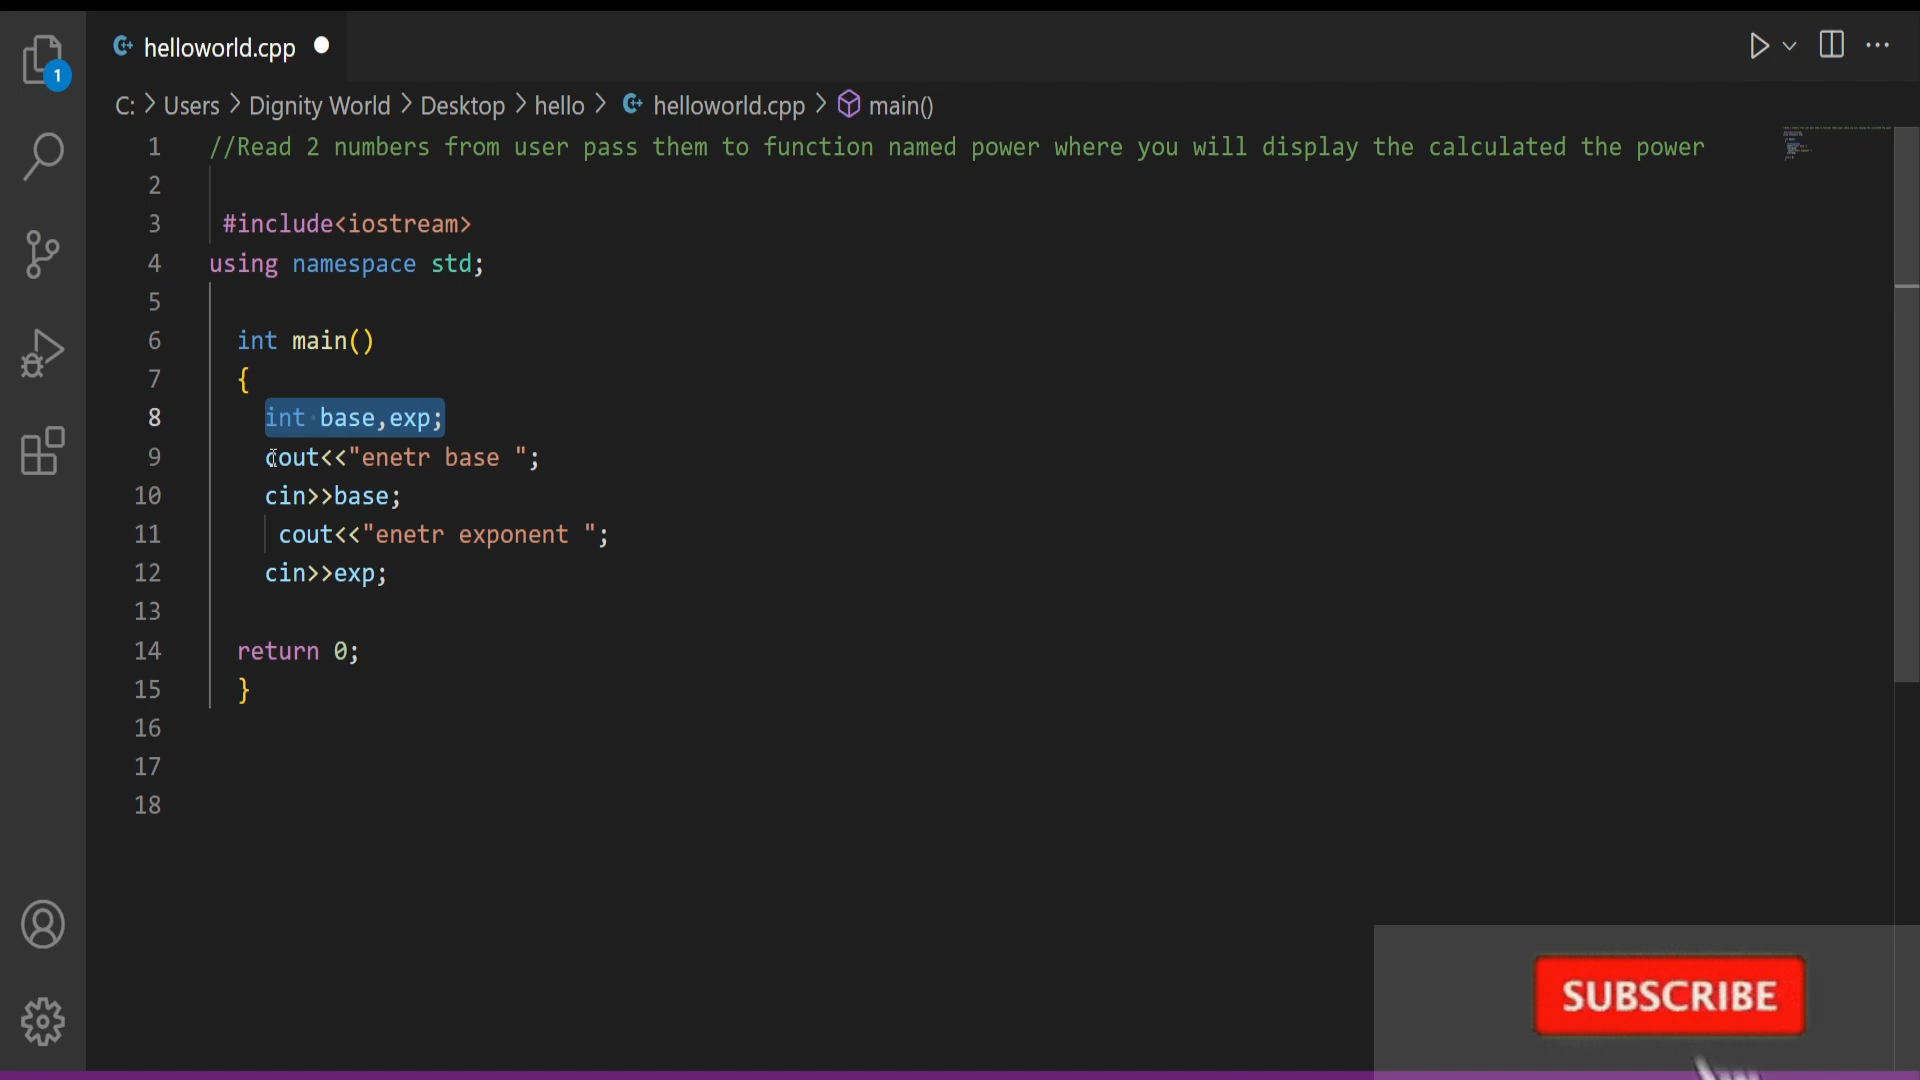 helloworld.cpp
1
C: > Users > Dignity World > Desktop > hello > helloworld.cpp > main()
1 //Read 2 numbers from user pass them to function named power where you will display the calculated the power
2
3 #include<iostream>
4 using namespace std;
5
6 int main()
7 {
8 int base,exp;
9 cout<<"enetr base ";
10 cin>>base;
11 cout<<"enetr exponent ";
12 cin>>exp;
13
14 return 0;
15 }
16
17
18
SUBSCRIBE